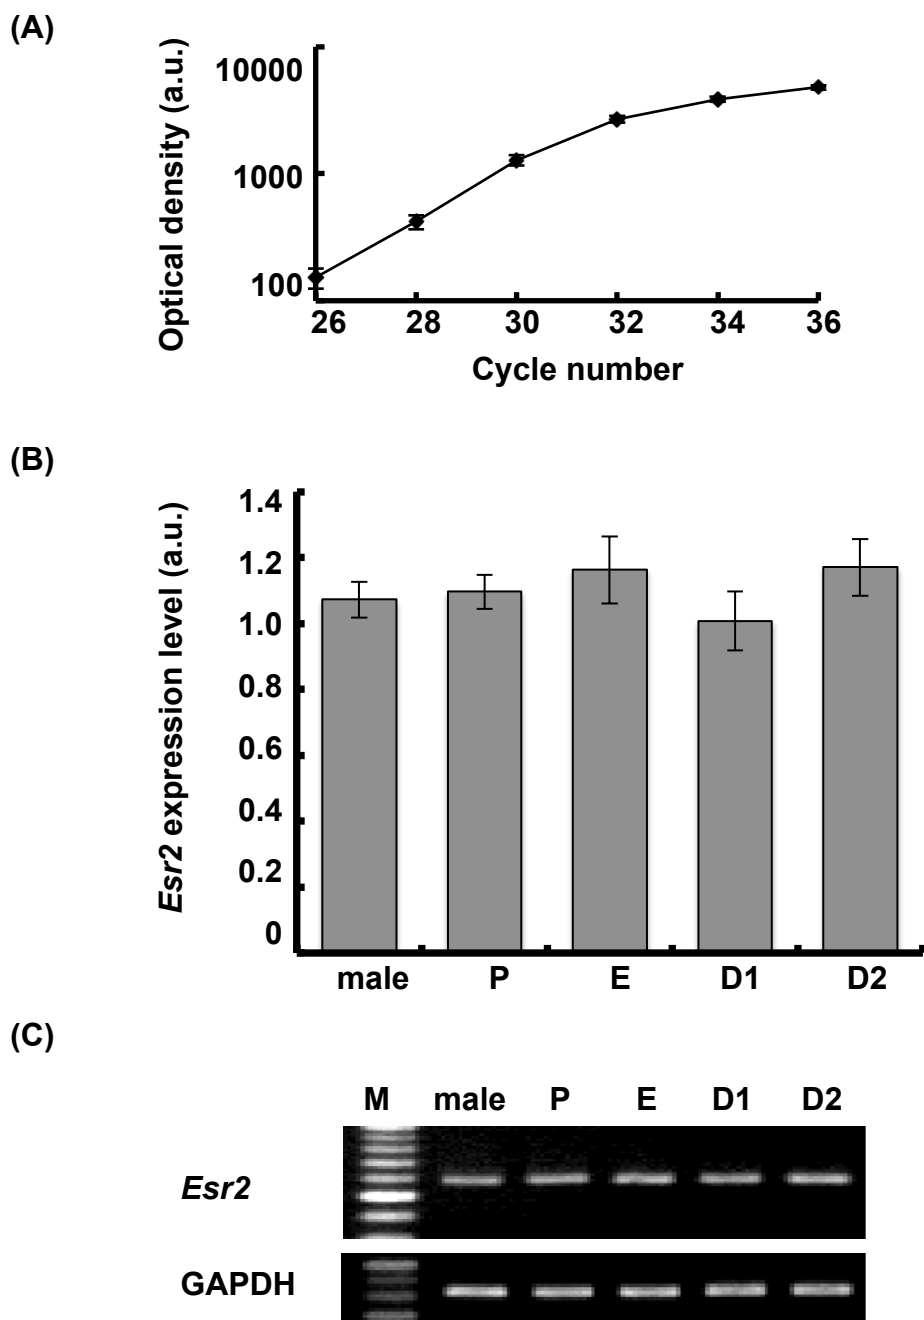 (A)
Optical density (a.u.)
10000
1000
100
26 28 30 32 34 36
Cycle number
(B)
Esr2 expression level (a.u.)
1.4
1.2
1.0
0.8
0.6
0.4
0.2
0
male P E D1 D2
(C)
M male P E D1 D2
Esr2
GAPDH